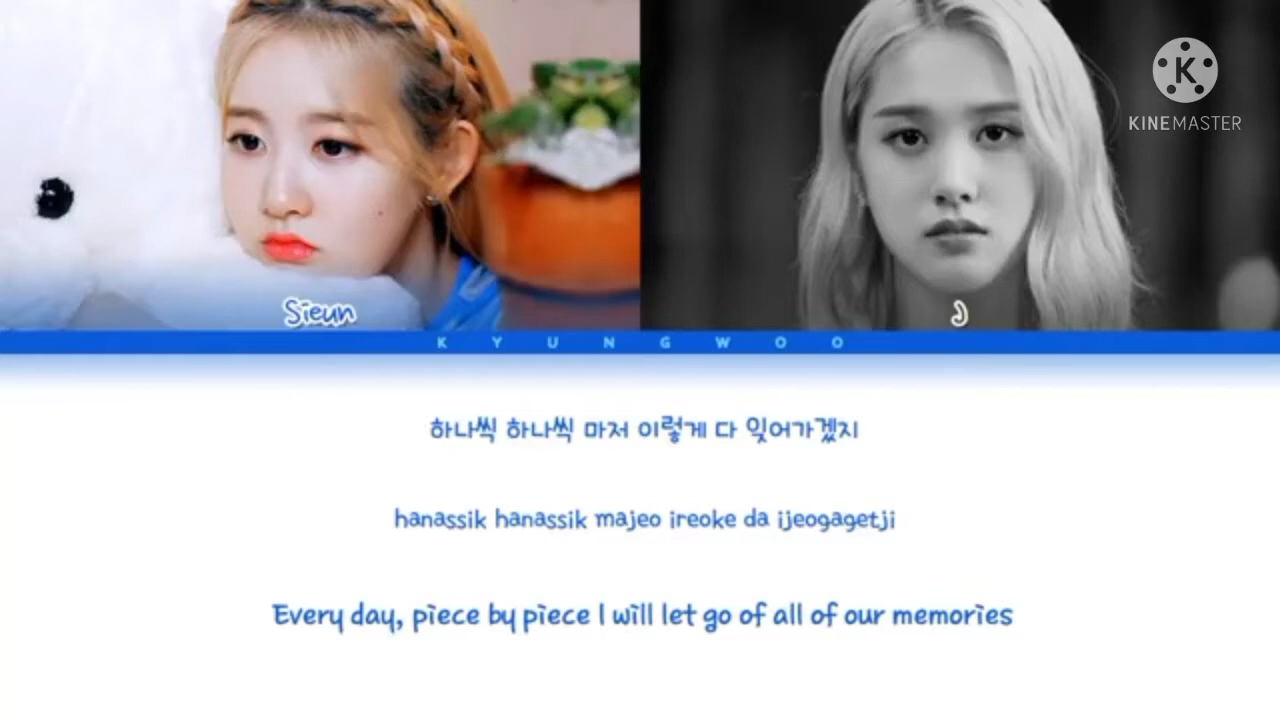 K
KINEMASTER
Sieun
J
KYUNGWOO
하나씩 하나씩 마저 이렇게 다 잊어가겠지
hanassik hanassik majeo ireoke da ijeogagetji
Every day, piece by piece I will let go of all of our memories